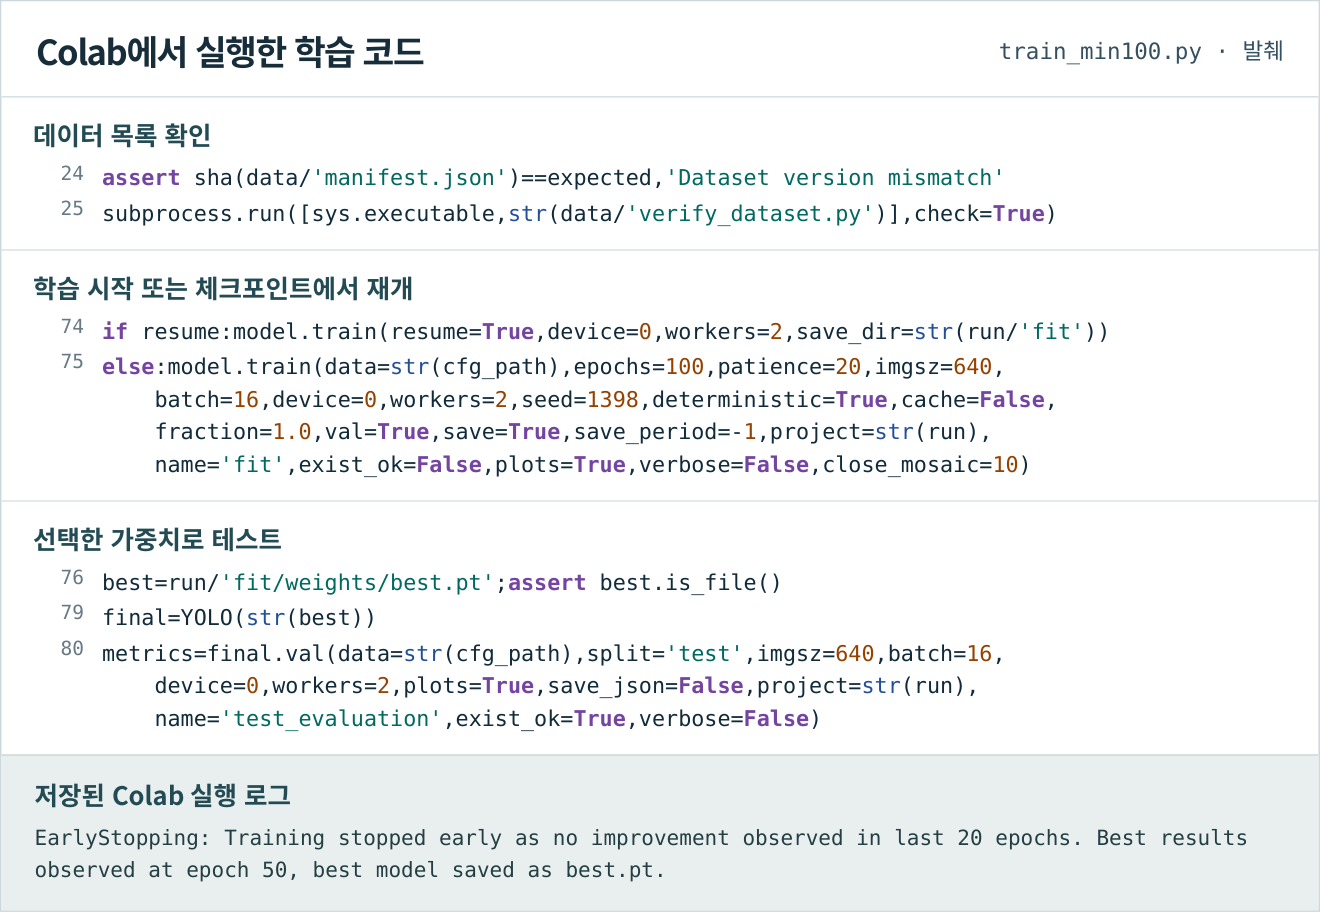 Colab에서 실행한 학습 코드
train_min100.py · 발췌
데이터 목록 확인
24 assert sha(data/'manifest.json')==expected,'Dataset version mismatch'
25 subprocess.run([sys.executable,str(data/'verify_dataset.py')],check=True)
학습 시작 또는 체크포인트에서 재개
74 if resume:model.train(resume=True,device=0,workers=2,save_dir=str(run/'fit'))
75 else:model.train(data=str(cfg_path),epochs=100,patience=20,imgsz=640,
batch=16,device=0,workers=2,seed=1398,deterministic=True,cache=False,
fraction=1.0,val=True,save=True,save_period=-1,project=str(run),
name='fit',exist_ok=False,plots=True,verbose=False,close_mosaic=10)
선택한 가중치로 테스트
76 best=run/'fit/weights/best.pt';assert best.is_file()
79 final=YOLO(str(best))
80 metrics=final.val(data=str(cfg_path),split='test',imgsz=640,batch=16,
device=0,workers=2,plots=True,save_json=False,project=str(run),
name='test_evaluation',exist_ok=True,verbose=False)
저장된 Colab 실행 로그
EarlyStopping: Training stopped early as no improvement observed in last 20 epochs. Best results
observed at epoch 50, best model saved as best.pt.